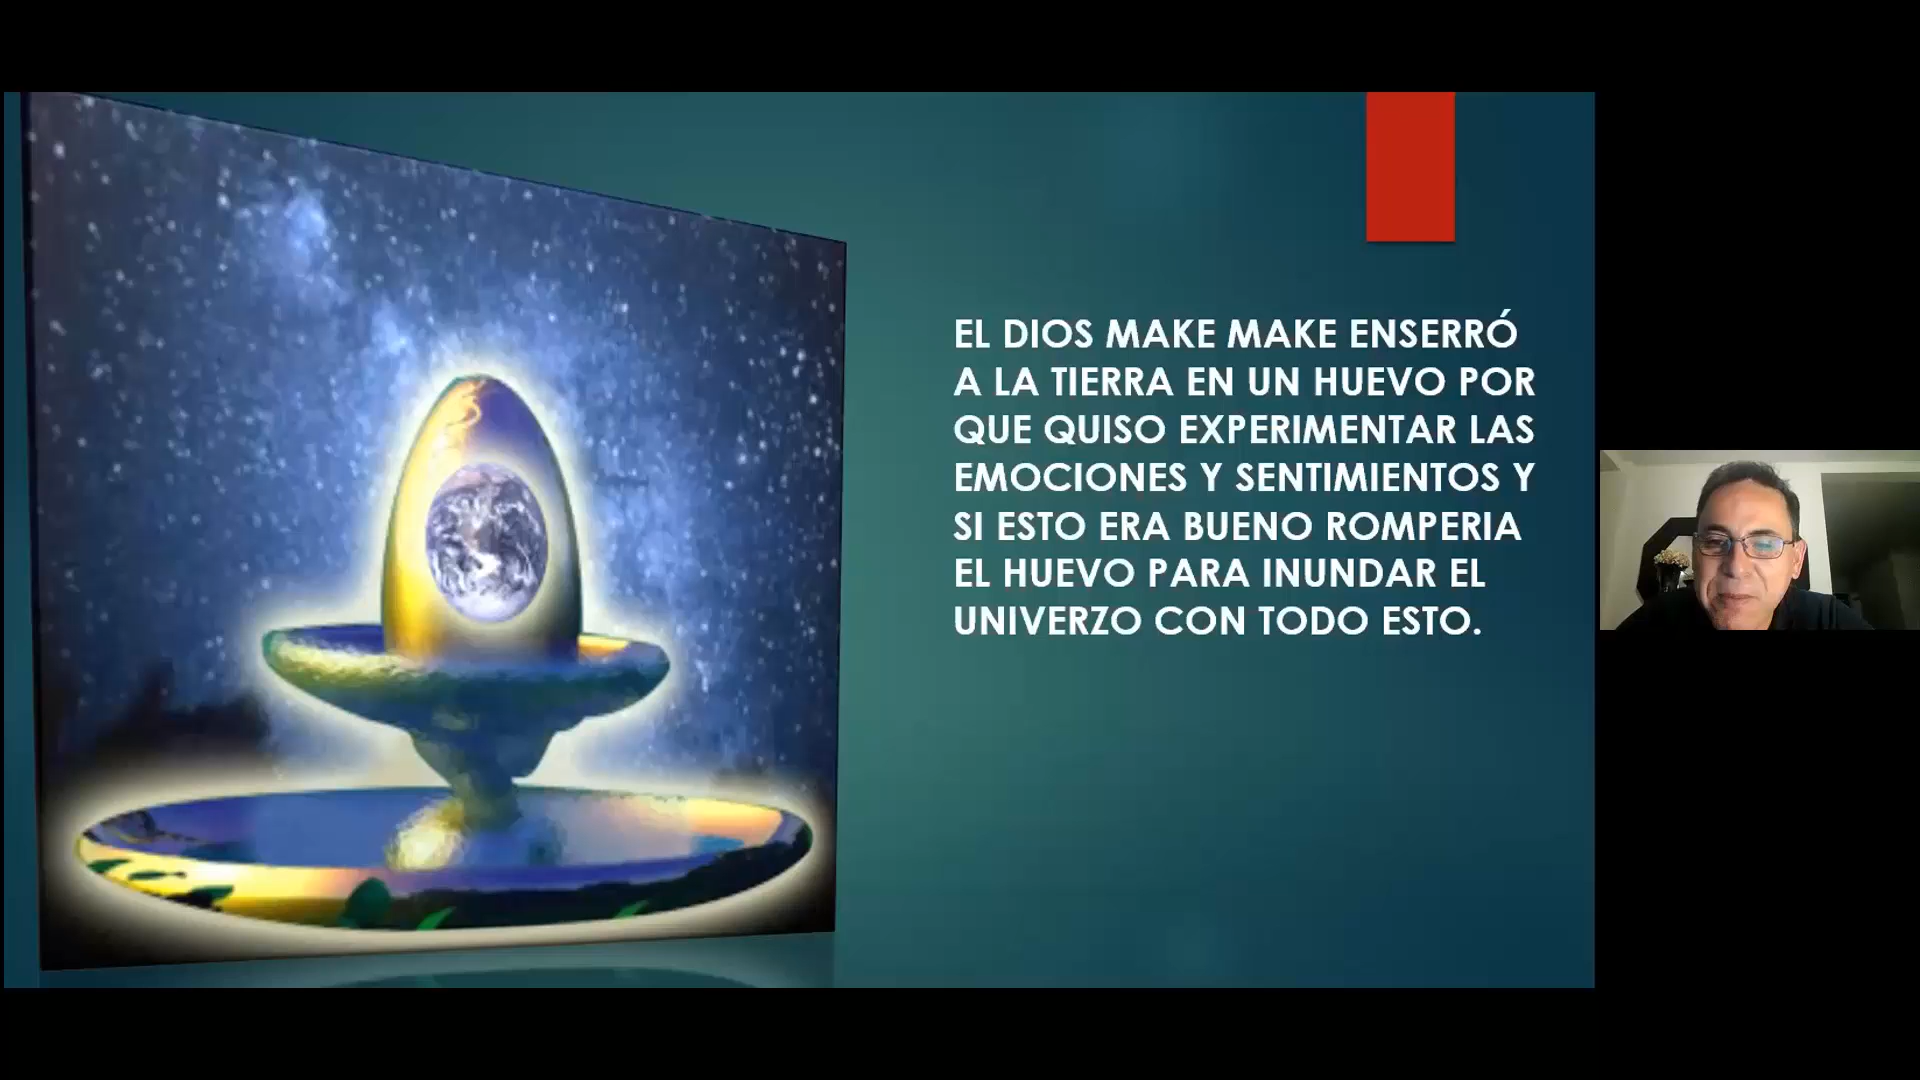 EL DIOS MAKE MAKE ENSERRÓ
A LA TIERRA EN UN HUEVO POR
QUE QUISO EXPERIMENTAR LAS
EMOCIONES Y SENTIMIENTOS Y
SI ESTO ERA BUENO ROMPERIA
EL HUEVO PARA INUNDAR EL
UNIVERZO CON TODO ESTO.